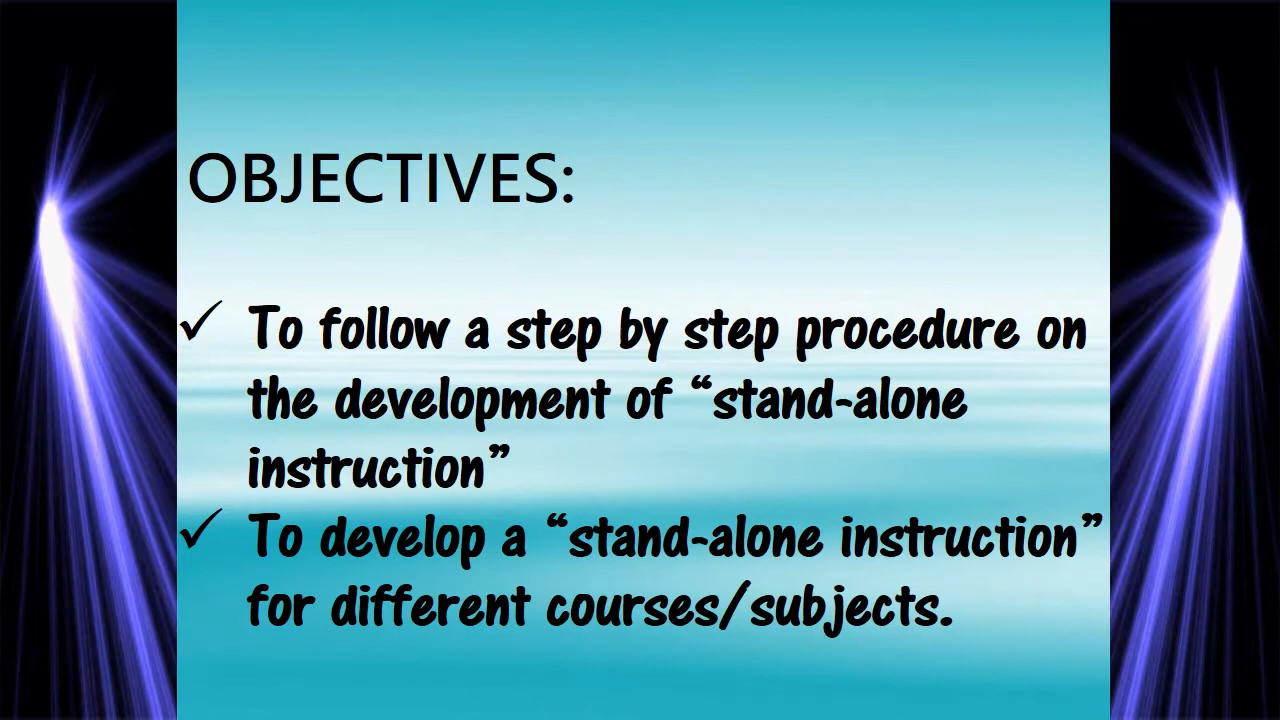 OBJECTIVES:
✓ To follow a step by step procedure on
the development of “stand-alone
instruction”
✓ To develop a “stand-alone instruction”
for different courses/subjects.